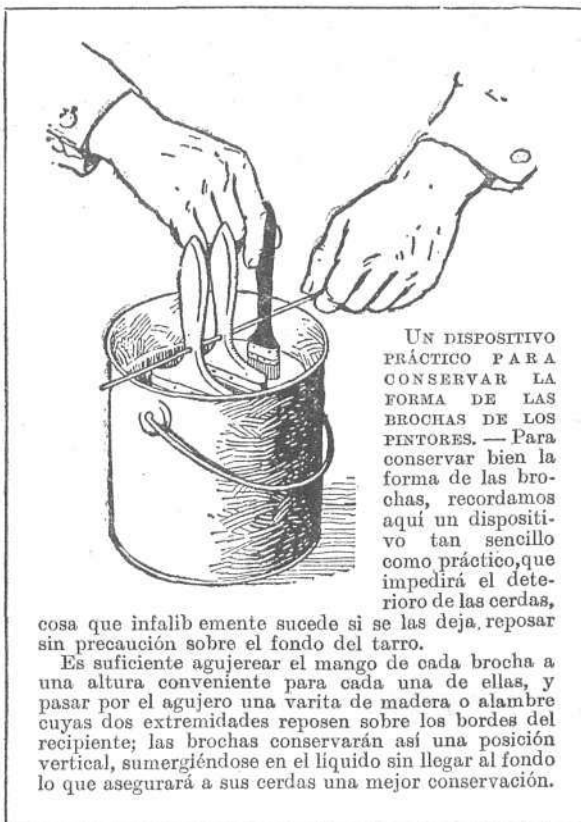 UN DISPOSITIVO
PRÁCTICO PARA
CONSERVAR LA
FORMA DE LAS
BROCHAS DE LOS
PINTORES. — Para
conservar bien la
forma de las bro-
chas, recordamos
aquí un dispositi-
vo tan sencillo
como práctico,que
impedirá el dete-
rioro de las cerdas,
cosa que infalib emente sucede si se las deja, reposar
sin precaución sobre el fondo del tarro.
Es suficiente agujerear el mango de cada brocha a
una altura conveniente para cada una de ellas, y
pasar por el agujero una varita de madera o alambre
cuyas dos extremidades reposen sobre los bordes del
recipiente; las brochas conservarán así una posición
vertical, sumergiéndose en el líquido sin llegar al fondo
lo que asegurará a sus cerdas una mejor conservación.